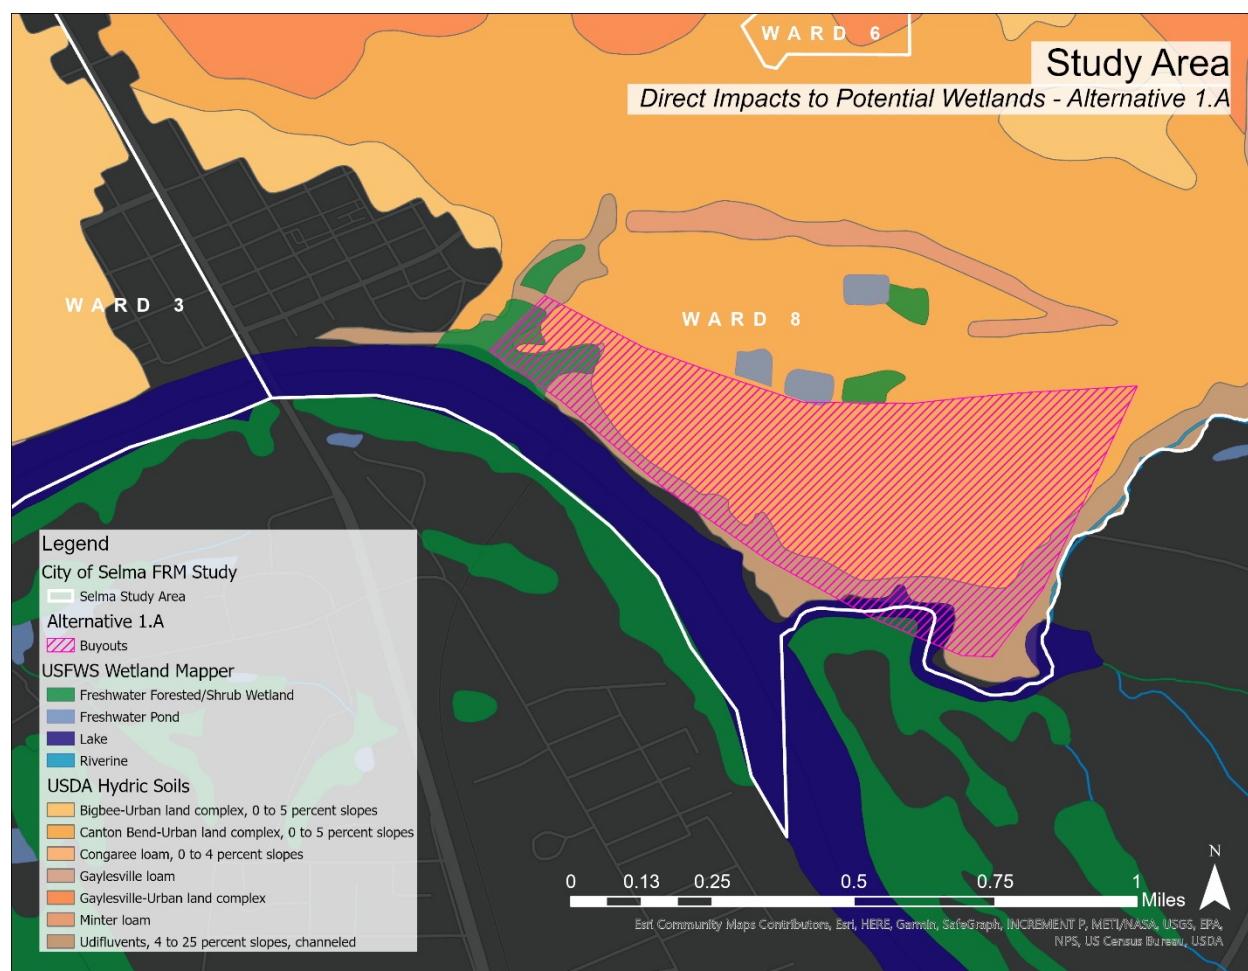 WARD 6
Study Area
Direct Impacts to Potential Wetlands - Alternative 1.A
WARD 3
WARD 8
Legend
City of Selma FRM Study
Selma Study Area
Alternative 1.A
Buyouts
USFWS Wetland Mapper
Freshwater Forested/Shrub Wetland
Freshwater Pond
Lake
Riverine
USDA Hydric Soils
Bigbee-Urban land complex, 0 to 5 percent slopes
Canton Bend-Urban land complex, 0 to 5 percent slopes
Congaree loam, 0 to 4 percent slopes
Gaylesville loam
Gaylesville-Urban land complex
Minter loam
Udifluvents, 4 to 25 percent slopes, channeled
0 0.13 0.25 0.5 0.75 1
Miles
N
Esri Community Maps Contributors, Esri, HERE, Garmin, SafeGraph, INCREMENT P, METI/NASA, USGS, EPA,
NPS, US Census Bureau, USDA